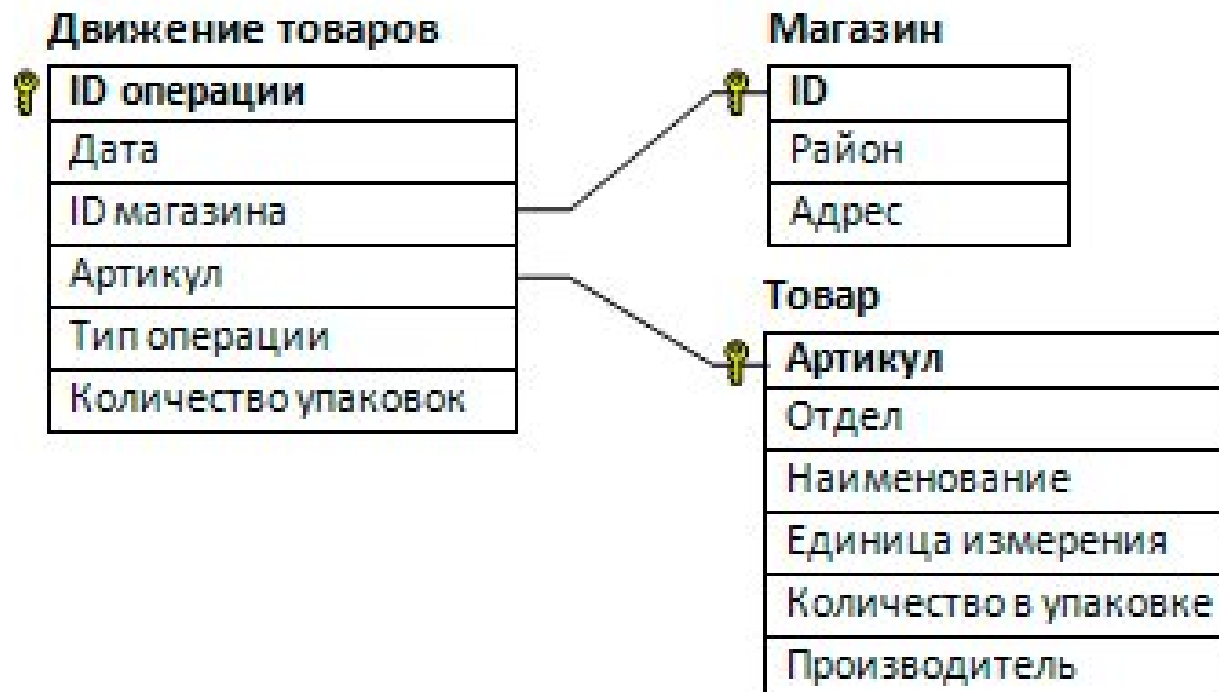 Движение товаров
ID операции
Дата
ID магазина
Артикул
Тип операции
Количество упаковок
Магазин
ID
Район
Адрес
Товар
Артикул
Отдел
Наименование
Единица измерения
Количество в упаковке
Производитель